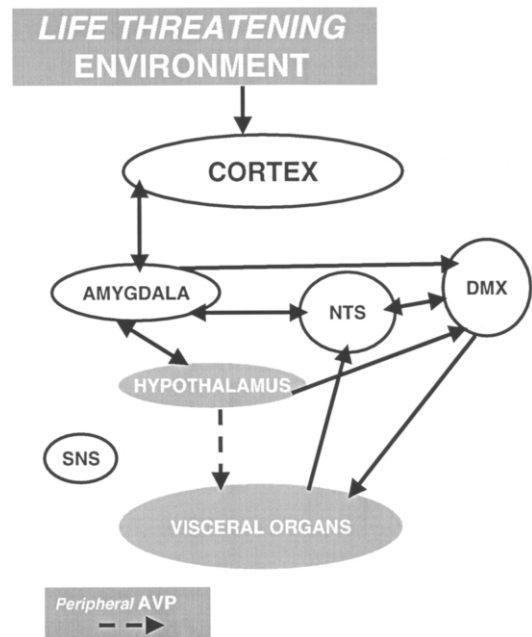 LIFE THREATENING
ENVIRONMENT
CORTEX
AMYGDALA
NTS
DMX
HYPOTHALAMUS
SNS
VISCERAL ORGANS
Peripheral AVP